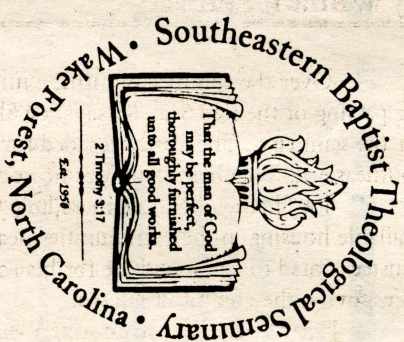 Southeastern Baptist Theological Seminary •
Wake Forest, North Carolina •
That the man of God
may be perfect,
thoroughly furnished
unto all good works.
2 Timothy 3:17
Est. 1950